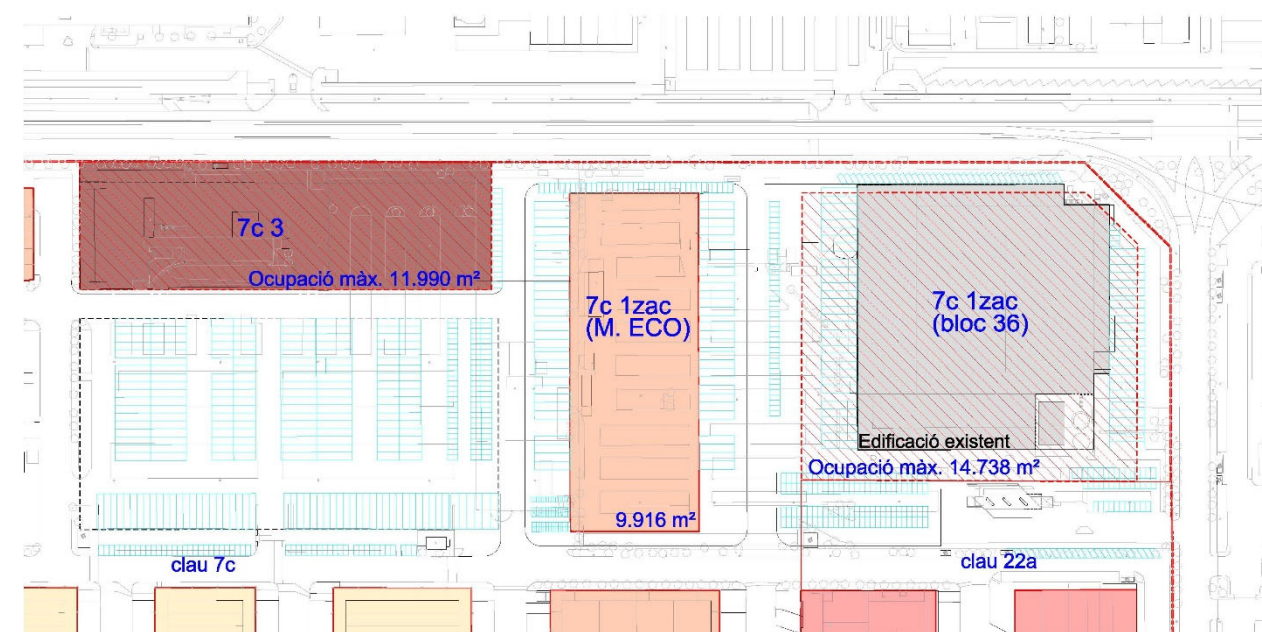 7c 3
Ocupació màx. 11.990 m²
7c 1zac
(M. ECO)
9.916 m²
7c 1zac
(bloc 36)
Edificació existent
Ocupació màx. 14.738 m²
clau 7c
clau 22a